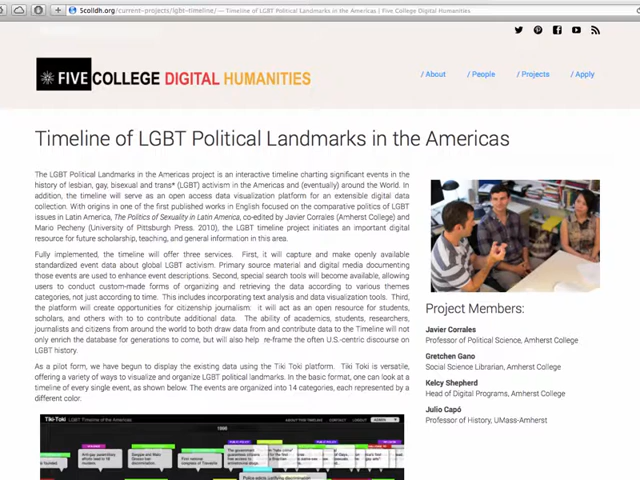 5colldh.org/current-projects/lgbt-timeline/ — Timeline of LGBT Political Landmarks in the Americas / Five College Digital Humanities
FIVE COLLEGE DIGITAL HUMANITIES
/ About / People / Projects / Apply
Timeline of LGBT Political Landmarks in the Americas
The LGBT Political Landmarks in the Americas project is an interactive timeline charting significant events in the
history of lesbian, gay, bisexual and trans* (LGBT) activism in the Americas and (eventually) around the World. In
addition, the timeline will serve as an open access data visualization platform for an extensible digital data
collection. With origins in one of the first published works in English focused on the comparative politics of LGBT
issues in Latin America, The Politics of Sexuality in Latin America, co-edited by Javier Corrales (Amherst College) and
Mario Pecheny (University of Pittsburgh Press. 2010), the LGBT timeline project initiates an important digital
resource for future scholarship, teaching, and general information in this area.
Fully implemented, the timeline will offer three services. First, it will capture and make openly available
standardized event data about global LGBT activism. Primary source material and digital media documenting
those events are used to enhance event descriptions. Second, special search tools will become available, allowing
users to conduct custom-made forms of organizing and retrieving the data according to various themes
categories, not just according to time. This includes incorporating text analysis and data visualization tools. Third,
the platform will create opportunities for citizenship journalism: it will act as an open resource for students,
scholars, and others with to to contribute additional data. The ability of academics, students, researchers,
journalists and citizens from around the world to both draw data from and contribute data to the Timeline will not
only enrich the database for generations to come, but will also help re-frame the often U.S.-centric discourse on
LGBT history.
As a pilot form, we have begun to display the existing data using the Tiki Toki platform. Tiki Toki is versatile,
offering a variety of ways to visualize and organize LGBT political landmarks. In the basic format, one can look at a
timeline of every single event, as shown below. The events are organized into 14 categories, each represented by a
different color.
Project Members:
Javier Corrales
Professor of Political Science, Amherst College
Gretchen Gano
Social Science Librarian, Amherst College
Kelcy Shepherd
Head of Digital Programs, Amherst College
Julio Capó
Professor of History, UMass-Amherst
Tiki-Toki LGBT Timeline of the Americas
1998